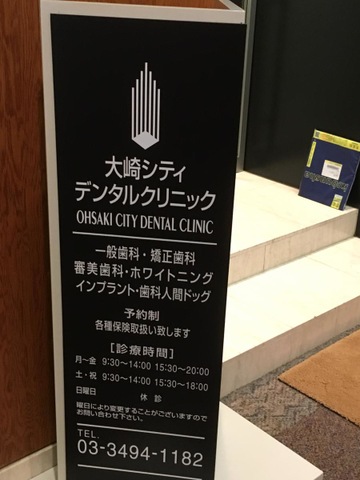 大崎シティ
デンタルクリニック
OHSAKI CITY DENTAL CLINIC
一般歯科・矯正歯科
審美歯科・ホワイトニング
インプラント・歯科人間ドッグ
予約制
各種保険取扱い致します
［診療時間］
月～金 9:30～14:00 15:30～20:00
土・祝 9:30～14:00 15:30～18:00
日曜日 休 診
曜日により変更することがございますので
お問い合わせ下さい。
TEL.
03-3494-1182